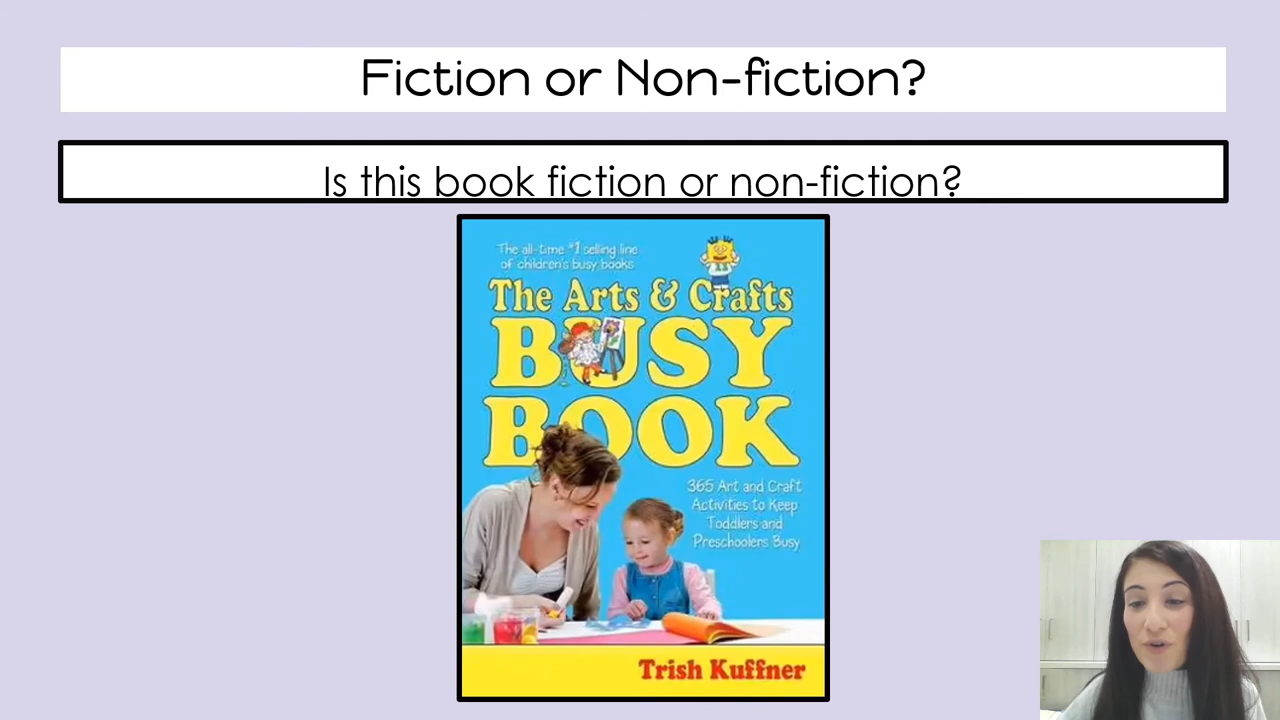 Fiction or Non-fiction?
Is this book fiction or non-fiction?
The all-time #1 selling line
of children's busy books
The Arts & Crafts
BUSY
BOOK
365 Art and Craft
Activities to Keep
Toddlers and
Preschoolers Busy
Trish Kuffner